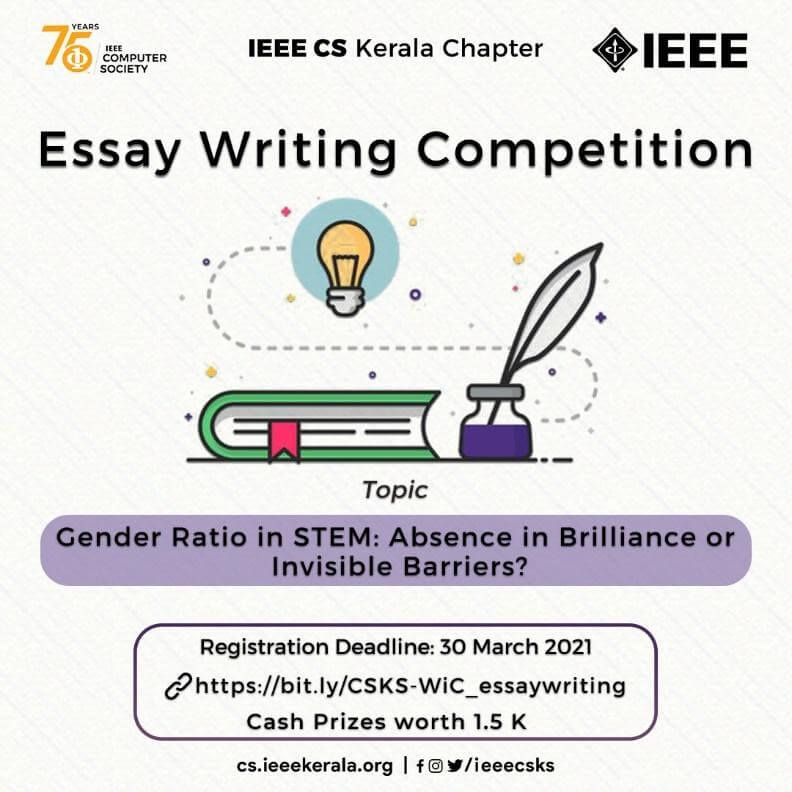 75 YEARS
IEEE
COMPUTER
SOCIETY
IEEE CS Kerala Chapter
IEEE
Essay Writing Competition
Topic
Gender Ratio in STEM: Absence in Brilliance or
Invisible Barriers?
Registration Deadline: 30 March 2021
https://bit.ly/CSKS-WiC_essaywriting
Cash Prizes worth 1.5 K
cs.ieeekerala.org | /ieeecsks